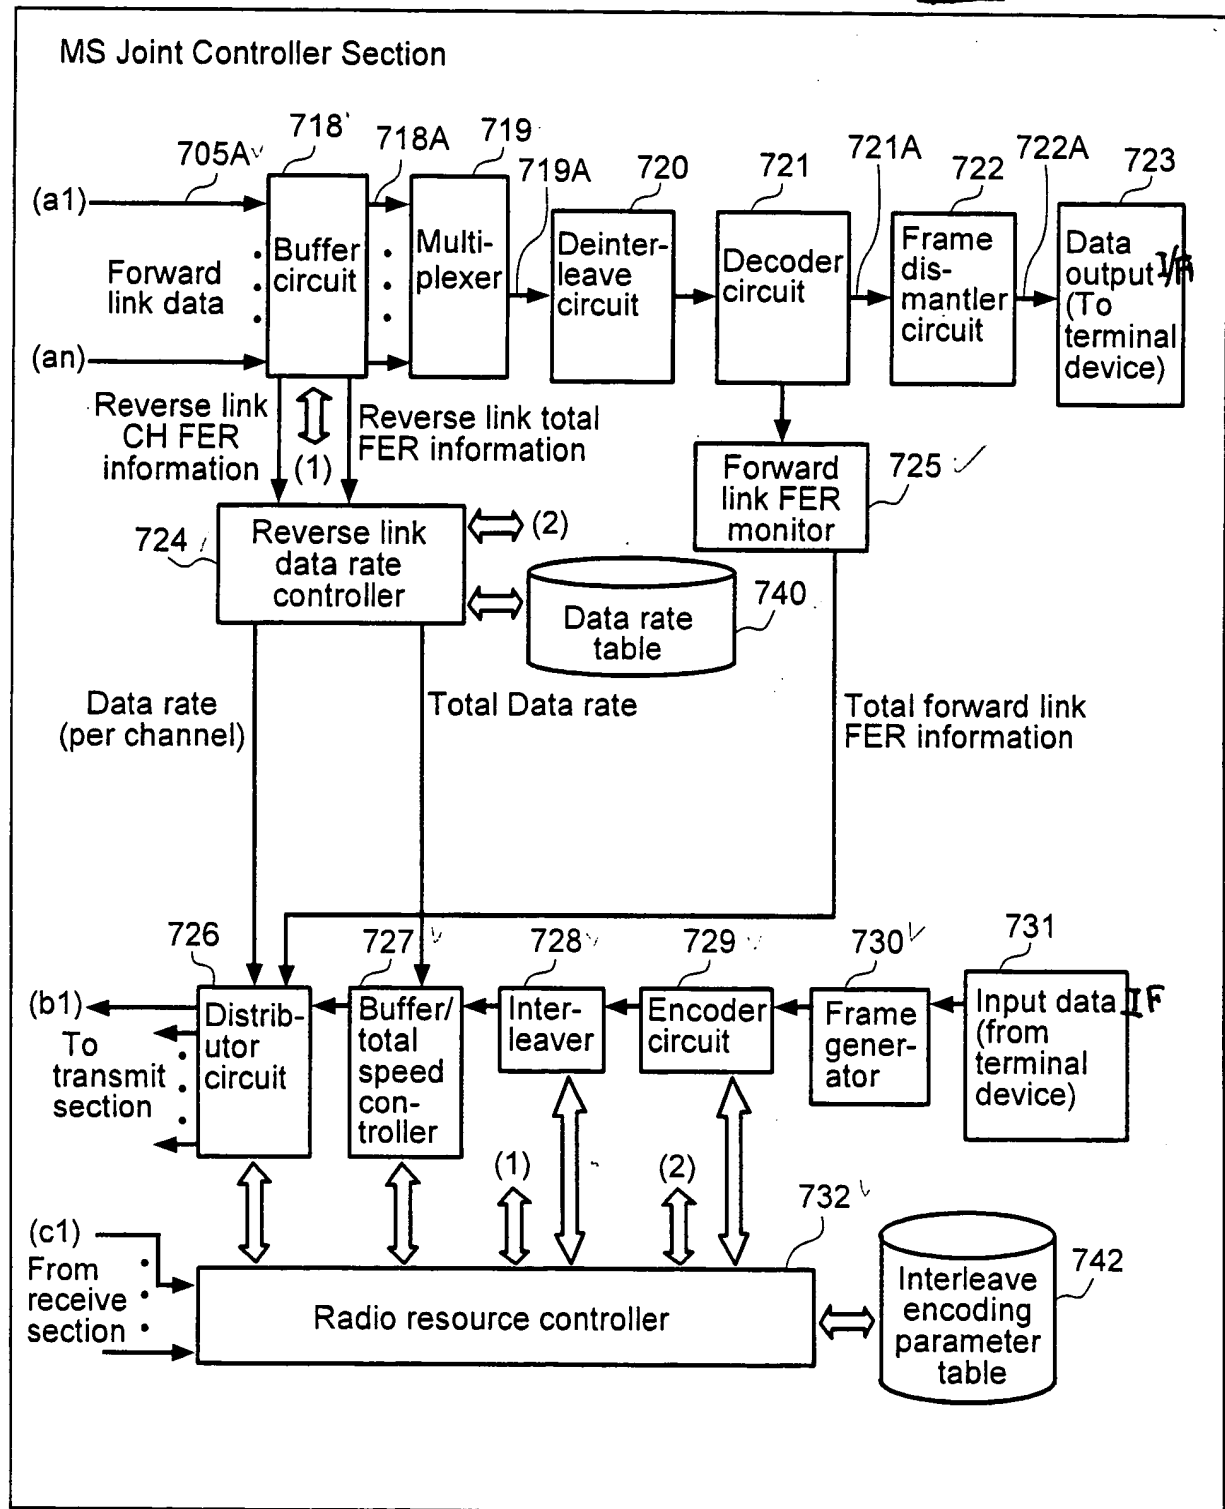 MS Joint Controller Section
705A
718
718A
719
719A
720
721
721A
722
722A
723
(a1)
Forward
link data
(an)
Buffer
circuit
Multi-
plexer
Deinter-
leave
circuit
Decoder
circuit
Frame
dis-
mantler
circuit
Data
output I/F
(To
terminal
device)
Reverse link
CH FER
information
(1)
Reverse link total
FER information
Forward
link FER
monitor
725
724
Reverse link
data rate
controller
(2)
Data rate
table
740
Data rate
(per channel)
Total Data rate
Total forward link
FER information
726
727
728
729
730
731
(b1)
To
transmit
section
Distrib-
utor
circuit
Buffer/
total
speed
con-
troller
Inter-
leaver
Encoder
circuit
Frame
gener-
ator
Input data IF
(from
terminal
device)
(1)
(2)
732
(c1)
From
receive
section
Radio resource controller
Interleave
encoding
parameter
table
742